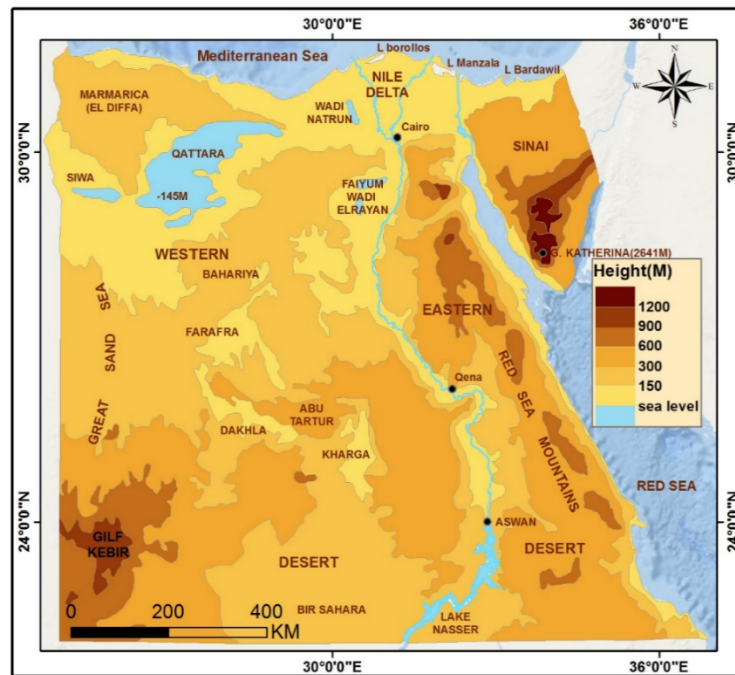 30°0'0"E
36°0'0"E
Mediterranean Sea
L borollos
L Manzala
L Bardawil
N
W
E
S
MARMARICA
(EL DIFFA)
NILE
DELTA
WADI
NATRUN
Cairo
30°0'0"N
30°0'0"N
QATTARA
SINAI
SIWA
-145M
FAIYUM
WADI
ELRAYAN
WESTERN
G. KATHERINA(2641M)
BAHARIYA
Height(M)
1200
900
600
300
150
sea level
GREAT SAND SEA
EASTERN
FARAFRA
RED SEA MOUNTAINS
Qena
ABU
TARTUR
DAKHLA
KHARGA
RED SEA
24°0'0"N
24°0'0"N
ASWAN
GILF
KEBIR
DESERT
DESERT
BIR SAHARA
LAKE
NASSER
0 200 400
KM
30°0'0"E
36°0'0"E